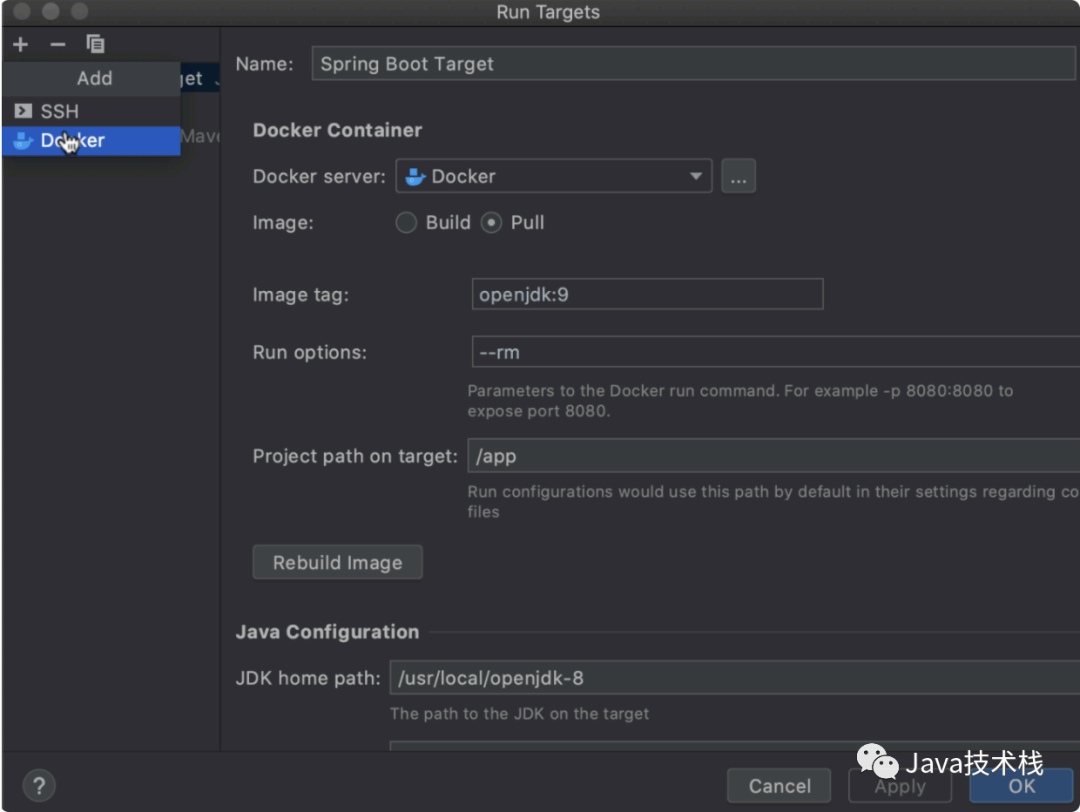 Run Targets
Add
get
SSH
Docker
Name: Spring Boot Target
Docker Container
Docker server: Docker ...
Image: Build Pull
Image tag: openjdk:9
Run options: --rm
Parameters to the Docker run command. For example -p 8080:8080 to
expose port 8080.
Project path on target: /app
Run configurations would use this path by default in their settings regarding co
files
Rebuild Image
Java Configuration
JDK home path: /usr/local/openjdk-8
The path to the JDK on the target
Java技术栈
? Cancel Apply OK